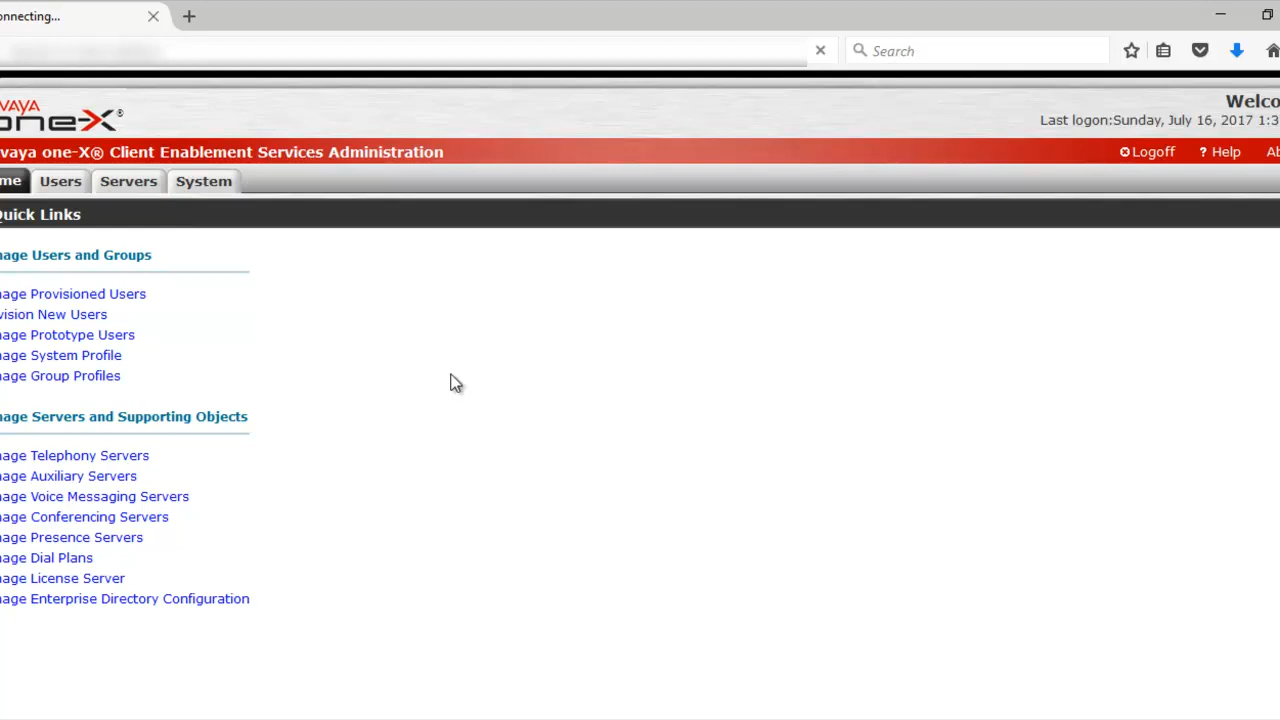 onnecting...
Search
VAYA
one-X®
Welco
Last logon:Sunday, July 16, 2017 1:3
vaya one-X® Client Enablement Services Administration
Logoff ? Help Ab
me Users Servers System
Quick Links
nage Users and Groups
nage Provisioned Users
vision New Users
nage Prototype Users
nage System Profile
nage Group Profiles
nage Servers and Supporting Objects
nage Telephony Servers
nage Auxiliary Servers
nage Voice Messaging Servers
nage Conferencing Servers
nage Presence Servers
nage Dial Plans
nage License Server
nage Enterprise Directory Configuration